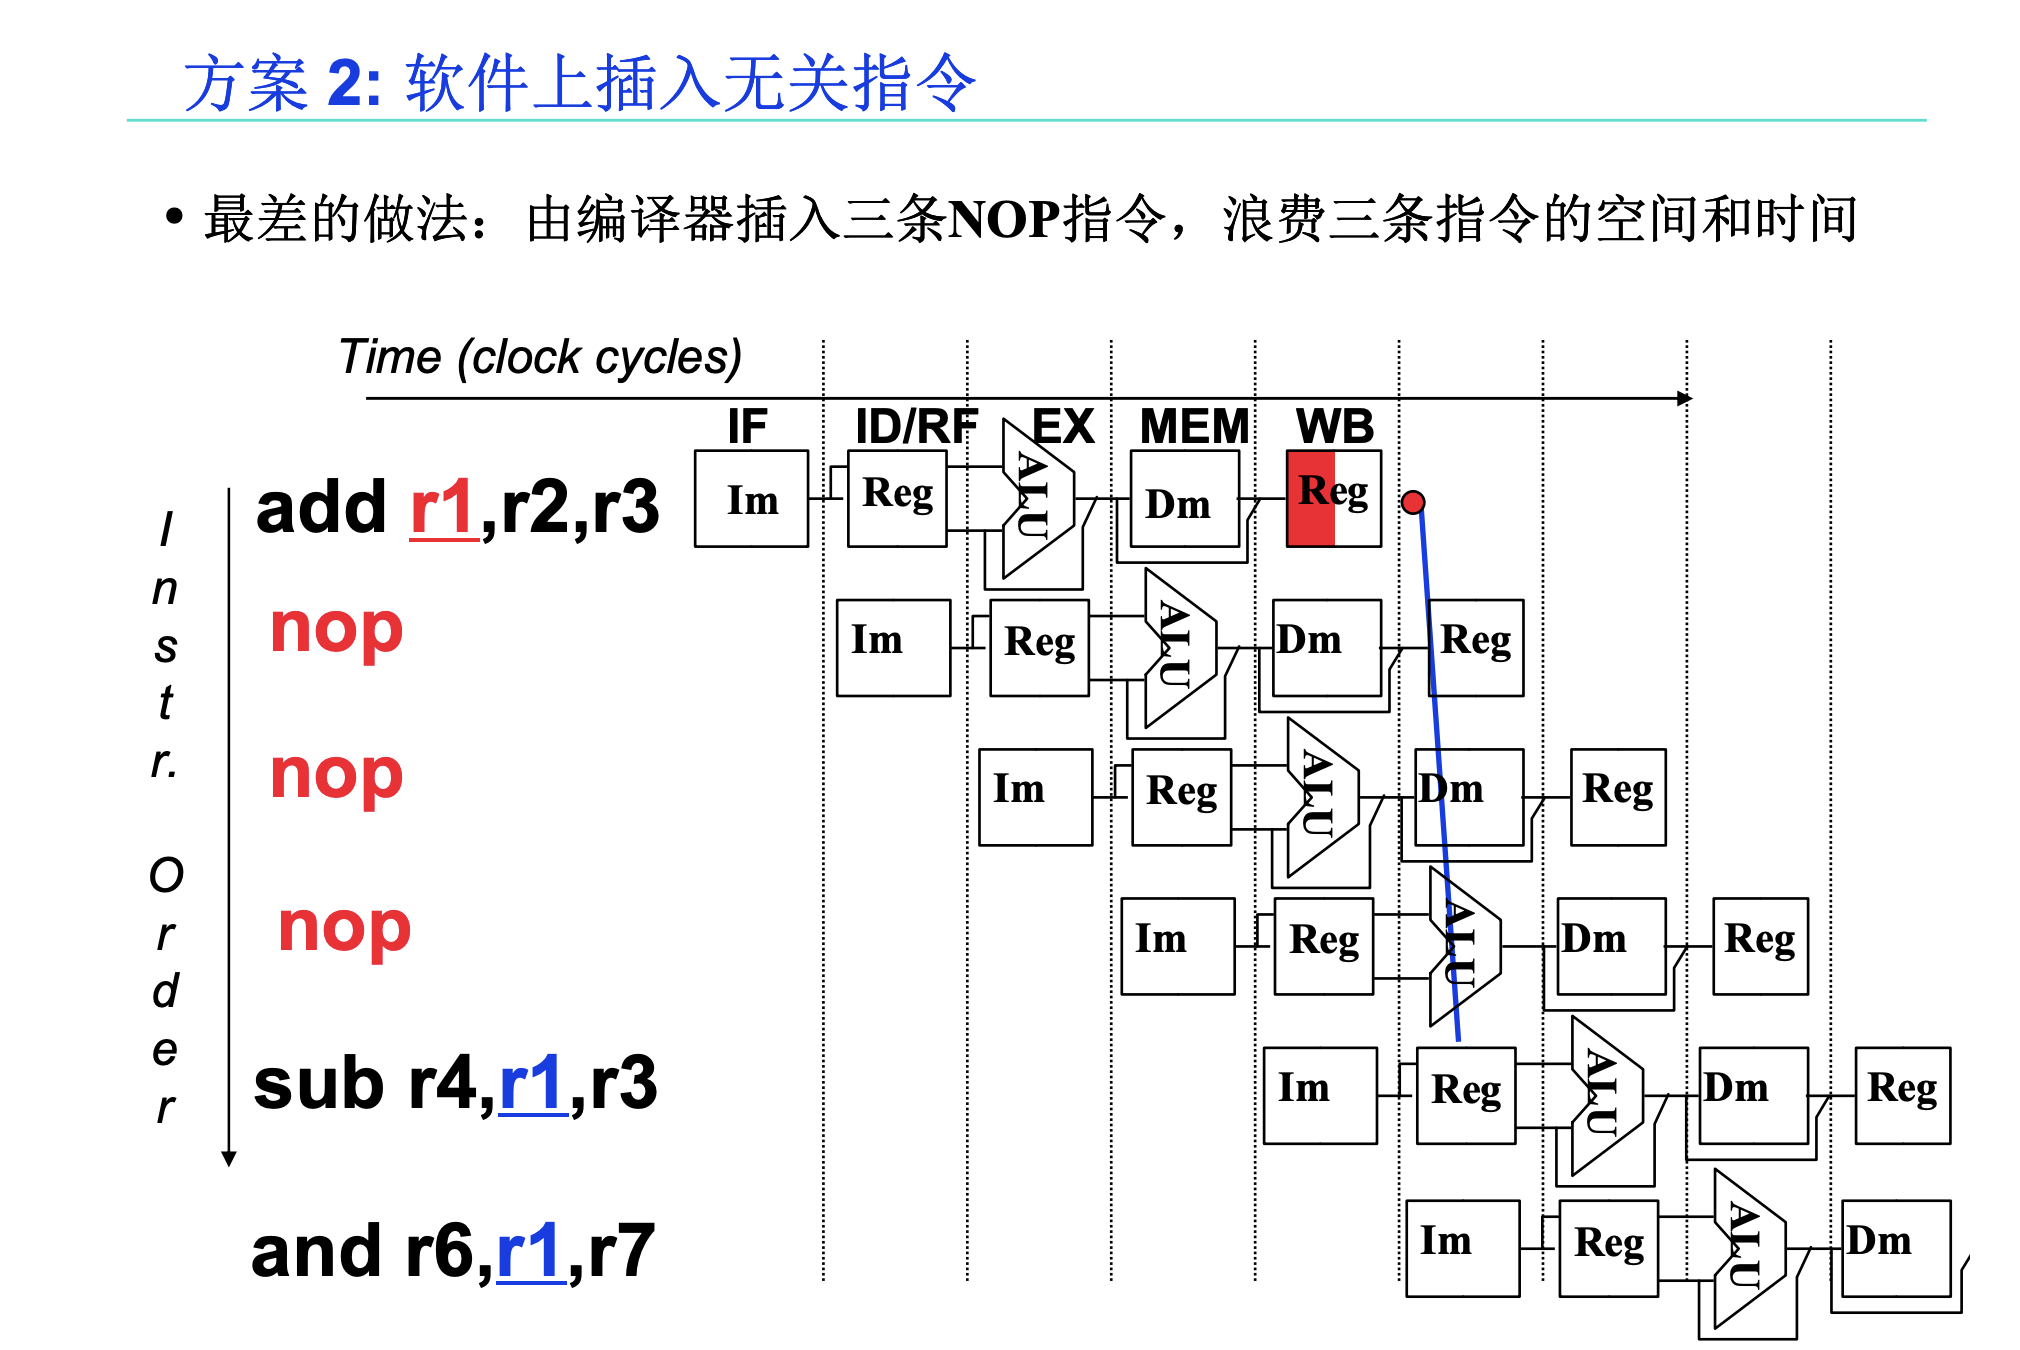 方案 2: 软件上插入无关指令
• 最差的做法：由编译器插入三条NOP指令，浪费三条指令的空间和时间
Time (clock cycles)
IF ID/RF EX MEM WB
Instr. Order
add r1,r2,r3 Im Reg ALU Dm Reg
nop Im Reg ALU Dm Reg
nop Im Reg ALU Dm Reg
nop Im Reg ALU Dm Reg
sub r4,r1,r3 Im Reg ALU Dm Reg
and r6,r1,r7 Im Reg ALU Dm